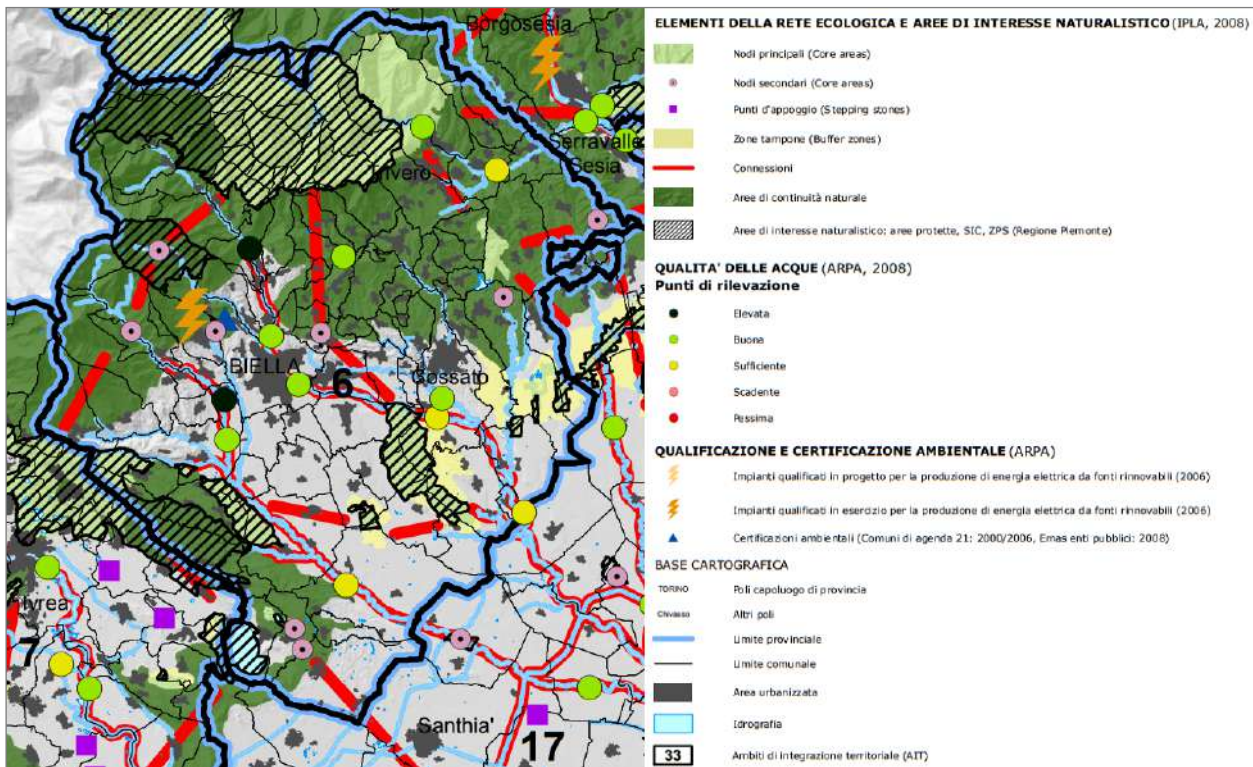 Borgosesia
Serravalle
Sesia
Trivero
BIELLA
6
Cossato
Ivrea
7
Santhia'
17
ELEMENTI DELLA RETE ECOLOGICA E AREE DI INTERESSE NATURALISTICO (IPLA, 2008)
Nodi principali (Core areas)
Nodi secondari (Core areas)
Punti d'appoggio (Stepping stones)
Zone tampone (Buffer zones)
Connessioni
Aree di continuità naturale
Aree di interesse naturalistico: aree protette, SIC, ZPS (Regione Piemonte)
QUALITA' DELLE ACQUE (ARPA, 2008)
Punti di rilevazione
Elevata
Buona
Sufficiente
Scadente
Pessima
QUALIFICAZIONE E CERTIFICAZIONE AMBIENTALE (ARPA)
Impianti qualificati in progetto per la produzione di energia elettrica da fonti rinnovabili (2006)
Impianti qualificati in esercizio per la produzione di energia elettrica da fonti rinnovabili (2006)
Certificazioni ambientali (Comuni di agenda 21: 2000/2006, Emas enti pubblici: 2008)
BASE CARTOGRAFICA
TORINO Poli capoluogo di provincia
Chivasso Altri poli
Limite provinciale
Limite comunale
Area urbanizzata
Idrografia
33 Ambiti di integrazione territoriale (AIT)